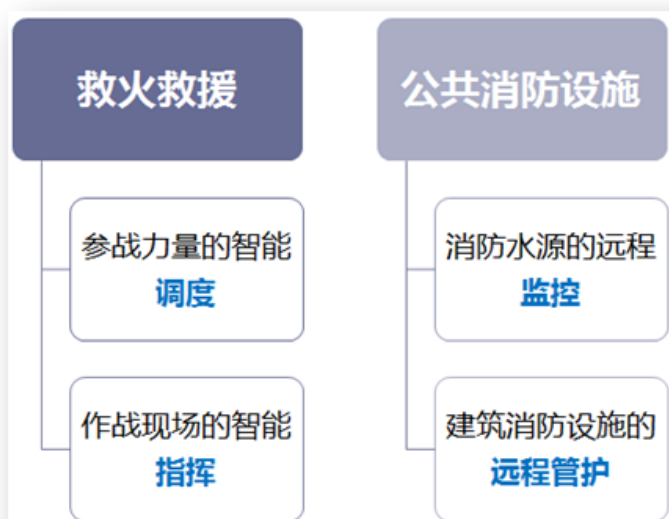 救火救援
参战力量的智能
调度
作战现场的智能
指挥
公共消防设施
消防水源的远程
监控
建筑消防设施的
远程管护